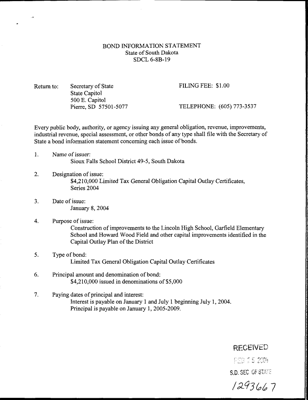 BOND INFORMATION STATEMENT
State of South Dakota
SDCL 6-8B-19
Return to: Secretary of State FILING FEE: $1.00
State Capitol
500 E. Capitol
Pierre, SD 57501-5077 TELEPHONE: (605) 773-3537
Every public body, authority, or agency issuing any general obligation, revenue, improvements,
industrial revenue, special assessment, or other bonds of any type shall file with the Secretary of
State a bond information statement concerning each issue of bonds.
1. Name of issuer:
Sioux Falls School District 49-5, South Dakota
2. Designation of issue:
$4,210,000 Limited Tax General Obligation Capital Outlay Certificates,
Series 2004
3. Date of issue:
January 8, 2004
4. Purpose of issue:
Construction of improvements to the Lincoln High School, Garfield Elementary
School and Howard Wood Field and other capital improvements identified in the
Capital Outlay Plan of the District
5. Type of bond:
Limited Tax General Obligation Capital Outlay Certificates
6. Principal amount and denomination of bond:
$4,210,000 issued in denominations of $5,000
7. Paying dates of principal and interest:
Interest is payable on January 1 and July 1 beginning July 1, 2004.
Principal is payable on January 1, 2005-2009.
RECEIVED
2004
S.D. SEC OF STATE
1293667